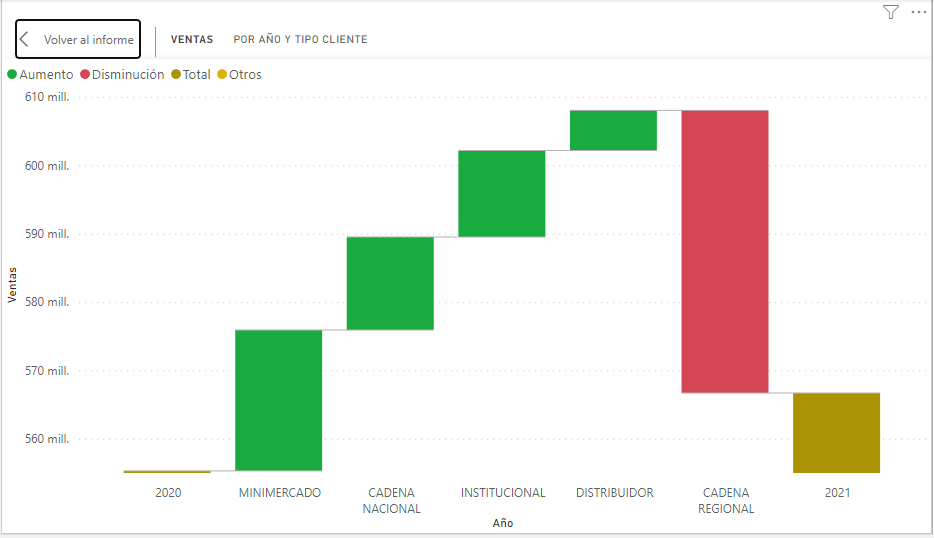 Volver al informe
VENTAS
POR AÑO Y TIPO CLIENTE
Aumento Disminución Total Otros
610 mill.
600 mill.
590 mill.
580 mill.
570 mill.
560 mill.
Ventas
2020
MINIMERCADO
CADENA
NACIONAL
INSTITUCIONAL
DISTRIBUIDOR
CADENA
REGIONAL
2021
Año